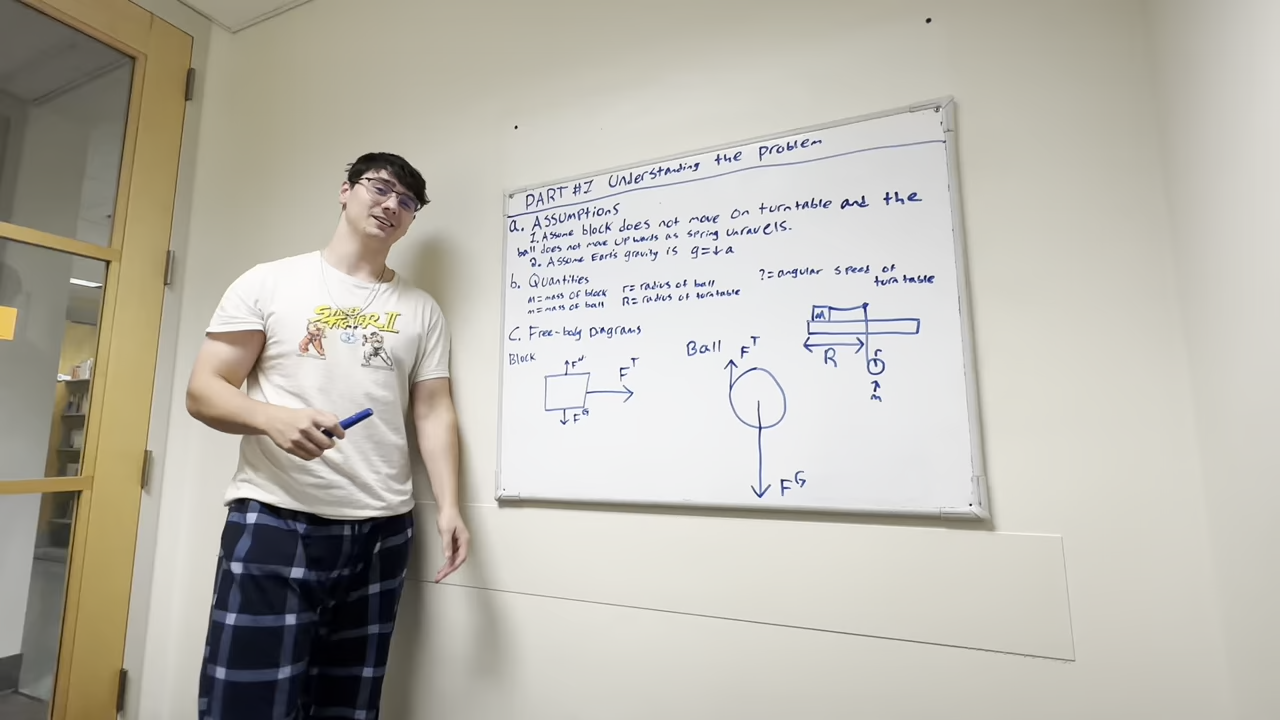 PART #I Understanding the Problem
a. Assumptions
1. Assume block does not move on turntable and the
ball does not move upwards as spring unravels.
2. Assume Eart's gravity is g=↓a
b. Quantities
m=mass of block r=radius of ball
m=mass of ball R=radius of turntable
?=angular speed of
turntable
C. Free-body Diagrams
Block
F^N
F^T
F^G
Ball
F^T
F^G
M
R
r
m
SUPER
STREET
FIGHTER II